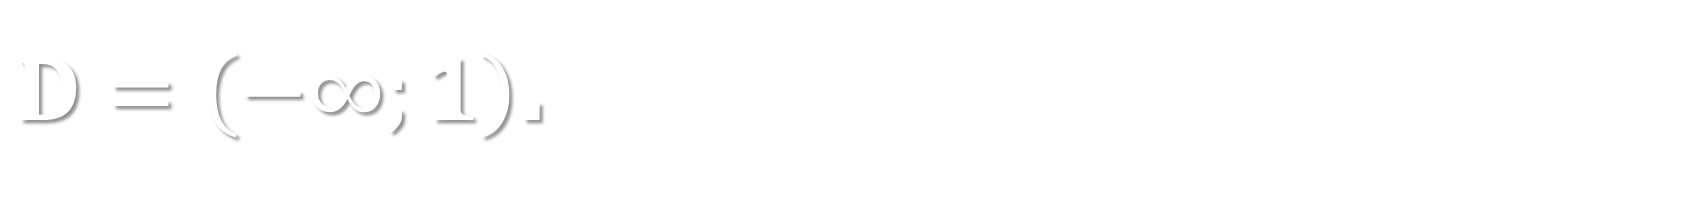 D = (−∞; 1).